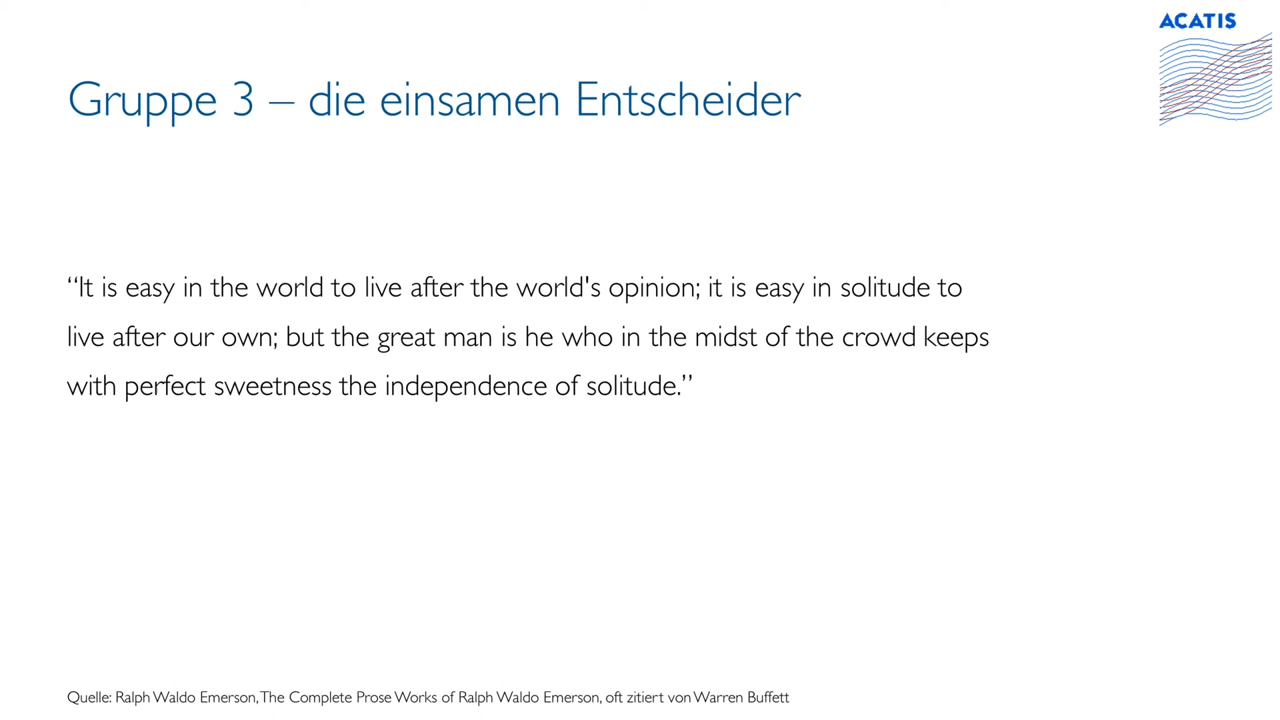 ACATIS
Gruppe 3 – die einsamen Entscheider
“It is easy in the world to live after the world's opinion; it is easy in solitude to
live after our own; but the great man is he who in the midst of the crowd keeps
with perfect sweetness the independence of solitude.”
Quelle: Ralph Waldo Emerson, The Complete Prose Works of Ralph Waldo Emerson, oft zitiert von Warren Buffett